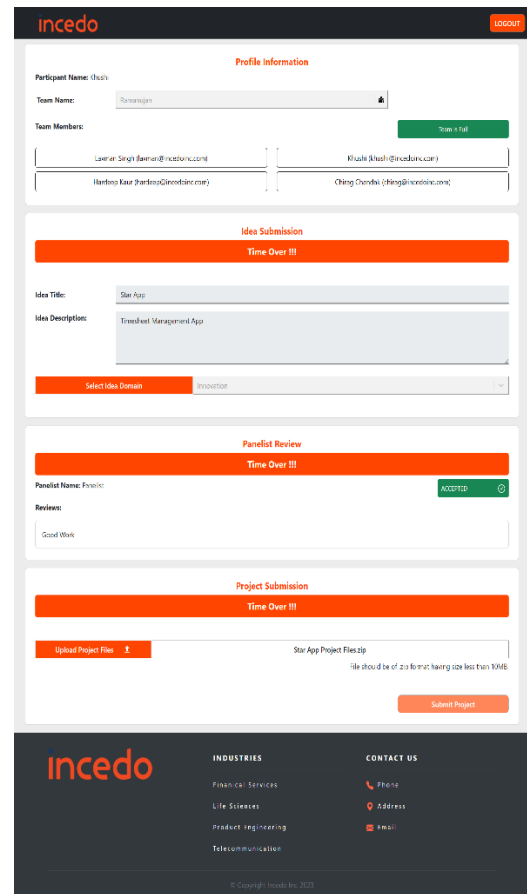 incedo
LOGOUT
Profile Information
Particpant Name: Khushi
Team Name: Ramanujan
Team Members: Team is Full
Laxman Singh (laxman@incedoinc.com) Khushi (khushi@incedoinc.com)
Hardeep Kaur (hardeep@incedoinc.com) Chirag Chandak (chirag@incedoinc.com)
Idea Submission
Time Over !!!
Idea Title: Star App
Idea Description: Timesheet Management App
Select Idea Domain Innovation
Panelist Review
Time Over !!!
Panelist Name: Panelist ACCEPTED
Reviews:
Good Work
Project Submission
Time Over !!!
Upload Project Files Star App Project Files.zip
File should be of .zip format having size less than 10MB.
Submit Project
incedo
INDUSTRIES CONTACT US
Finanical Services Phone
Life Sciences Address
Product Engineering Email
Telecommunication
© Copyright Incedo Inc. 2023